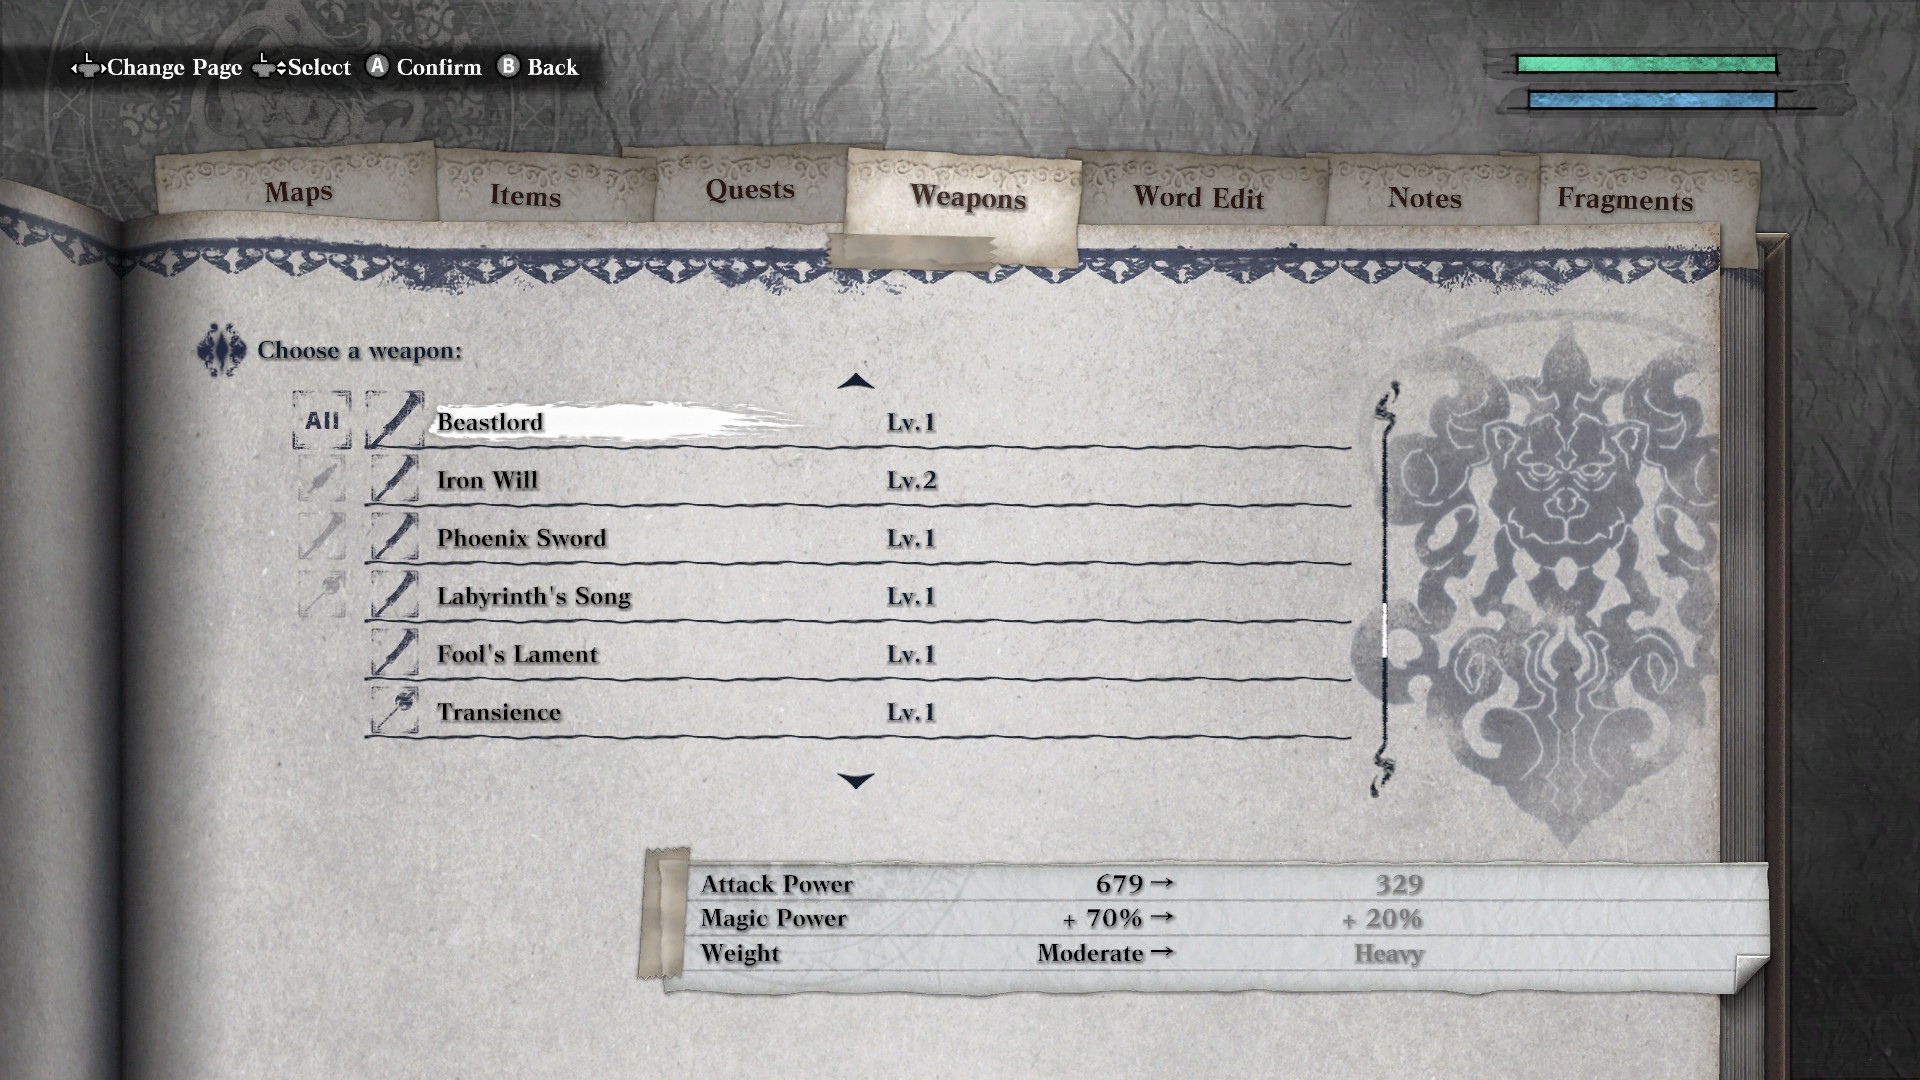 L Change Page L Select A Confirm B Back
Maps Items Quests Weapons Word Edit Notes Fragments
Choose a weapon:
All Beastlord Lv.1
Iron Will Lv.2
Phoenix Sword Lv.1
Labyrinth's Song Lv.1
Fool's Lament Lv.1
Transience Lv.1
Attack Power 679 → 329
Magic Power + 70% → + 20%
Weight Moderate → Heavy